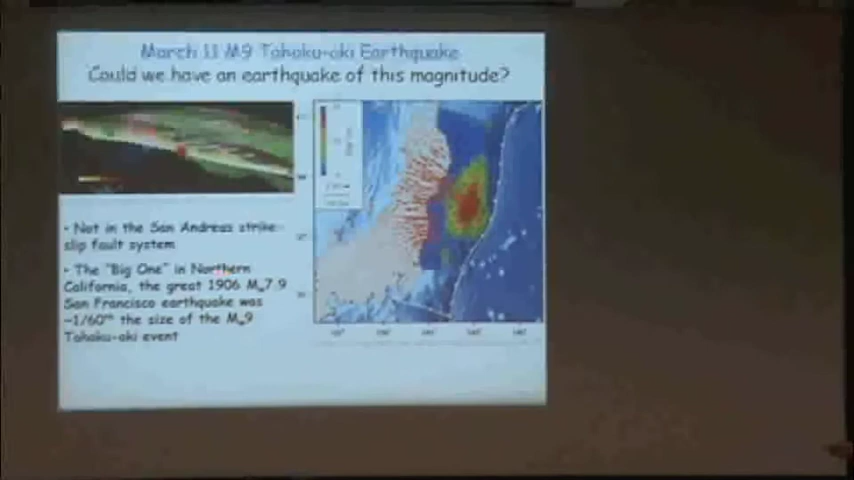 March 11 M9 Tohoku-oki Earthquake
Could we have an earthquake of this magnitude?
• Not in the San Andreas strike-
slip fault system
• The "Big One" in Northern
California, the great 1906 Mw7.9
San Francisco earthquake was
~1/60th the size of the Mw9
Tohoku-oki event